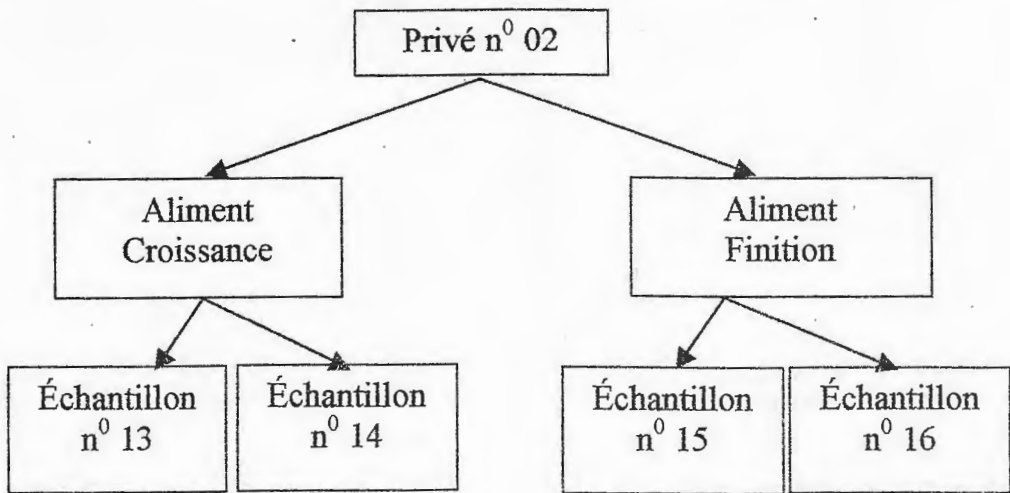 Privé n⁰ 02
Aliment
Croissance
Aliment
Finition
Échantillon
n⁰ 13
Échantillon
n⁰ 14
Échantillon
n⁰ 15
Échantillon
n⁰ 16